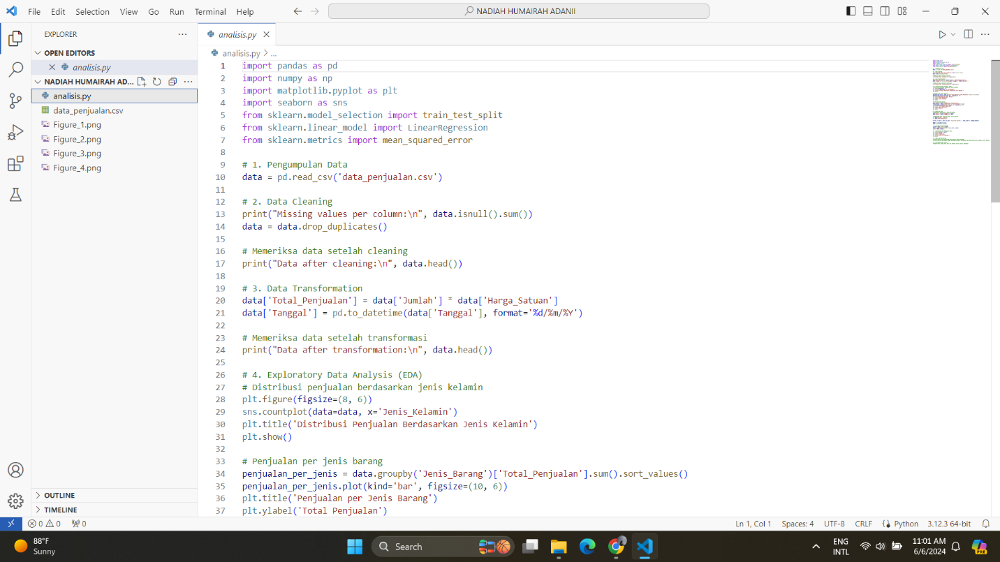 File Edit Selection View Go Run Terminal Help
NADIAH HUMAIRAH ADANII
EXPLORER
OPEN EDITORS
analisis.py
NADIAH HUMAIRAH AD...
analisis.py
data_penjualan.csv
Figure_1.png
Figure_2.png
Figure_3.png
Figure_4.png
OUTLINE
TIMELINE
analisis.py
analisis.py > ...
1 import pandas as pd
2 import numpy as np
3 import matplotlib.pyplot as plt
4 import seaborn as sns
5 from sklearn.model_selection import train_test_split
6 from sklearn.linear_model import LinearRegression
7 from sklearn.metrics import mean_squared_error
8
9 # 1. Pengumpulan Data
10 data = pd.read_csv('data_penjualan.csv')
11
12 # 2. Data Cleaning
13 print("Missing values per column:\n", data.isnull().sum())
14 data = data.drop_duplicates()
15
16 # Memeriksa data setelah cleaning
17 print("Data after cleaning:\n", data.head())
18
19 # 3. Data Transformation
20 data['Total_Penjualan'] = data['Jumlah'] * data['Harga_Satuan']
21 data['Tanggal'] = pd.to_datetime(data['Tanggal'], format='%d/%m/%Y')
22
23 # Memeriksa data setelah transformasi
24 print("Data after transformation:\n", data.head())
25
26 # 4. Exploratory Data Analysis (EDA)
27 # Distribusi penjualan berdasarkan jenis kelamin
28 plt.figure(figsize=(8, 6))
29 sns.countplot(data=data, x='Jenis_Kelamin')
30 plt.title('Distribusi Penjualan Berdasarkan Jenis Kelamin')
31 plt.show()
32
33 # Penjualan per jenis barang
34 penjualan_per_jenis = data.groupby('Jenis_Barang')['Total_Penjualan'].sum().sort_values()
35 penjualan_per_jenis.plot(kind='bar', figsize=(10, 6))
36 plt.title('Penjualan per Jenis Barang')
37 plt.ylabel('Total Penjualan')
0 0 0
Ln 1, Col 1 Spaces: 4 UTF-8 CRLF Python 3.12.3 64-bit
88°F
Sunny
Search
ENG
INTL
11:01 AM
6/6/2024
PRE